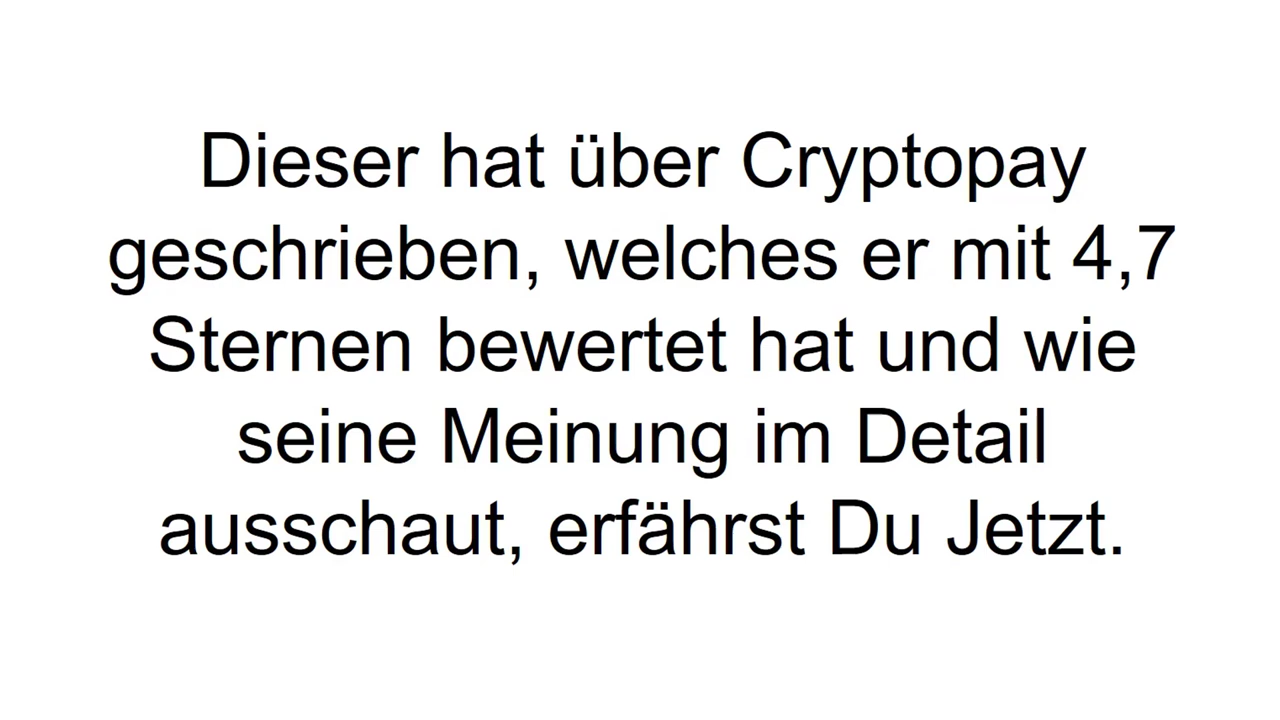 Dieser hat über Cryptopay
geschrieben, welches er mit 4,7
Sternen bewertet hat und wie
seine Meinung im Detail
ausschaut, erfährst Du Jetzt.